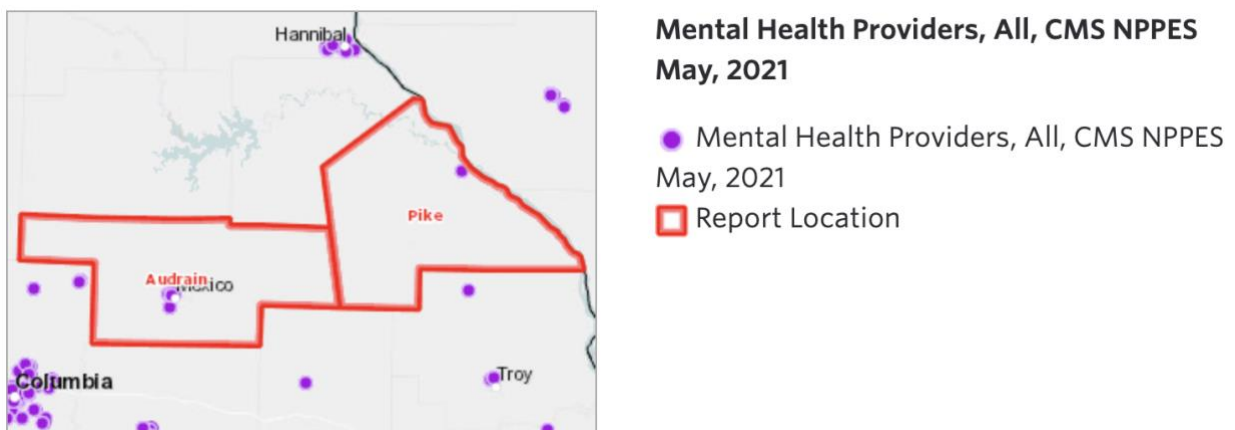 Hannibal
Pike
Audrain
Mexico
Columbia
Troy
Mental Health Providers, All, CMS NPPES
May, 2021
Mental Health Providers, All, CMS NPPES
May, 2021
Report Location